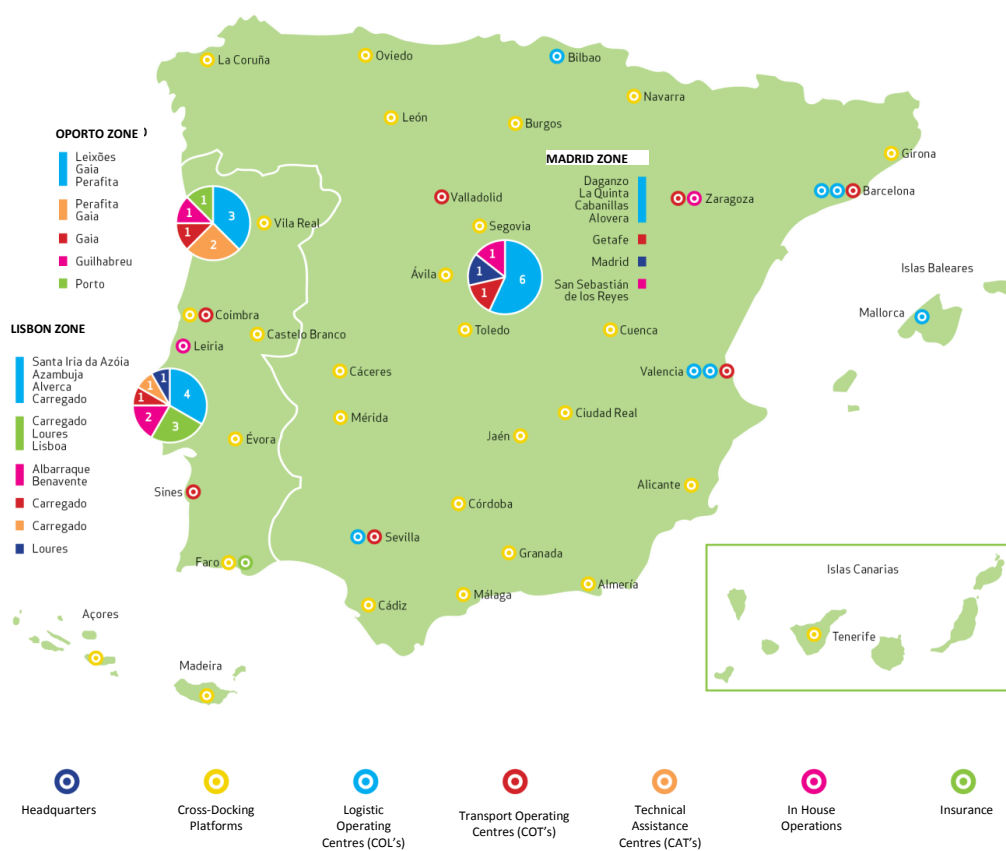 La Coruña
Oviedo
Bilbao
Navarra
León
Burgos
Girona
OPORTO ZONE )
Leixões
Gaia
Perafita
Perafita
Gaia
Gaia
Guilhabreu
Porto
3
2
1
1
1
Vila Real
MADRID ZONE
Daganzo
La Quinta
Cabanillas
Alovera
Getafe
Madrid
San Sebastián
de los Reyes
Valladolid
Segovia
Ávila
6
1
1
1
Zaragoza
Barcelona
Islas Baleares
Mallorca
Coimbra
Castelo Branco
Leiria
Toledo
Cuenca
LISBON ZONE
Santa Iria da Azóia
Azambuja
Alverca
Carregado
Carregado
Loures
Lisboa
Albarraque
Benavente
Carregado
Carregado
Loures
4
3
2
1
1
1
Cáceres
Valencia
Mérida
Ciudad Real
Évora
Jaén
Sines
Alicante
Córdoba
Sevilla
Granada
Faro
Almería
Málaga
Cádiz
Islas Canarias
Tenerife
Açores
Madeira
Headquarters
Cross-Docking
Platforms
Logistic
Operating
Centres (COL's)
Transport Operating
Centres (COT's)
Technical
Assistance
Centres (CAT's)
In House
Operations
Insurance